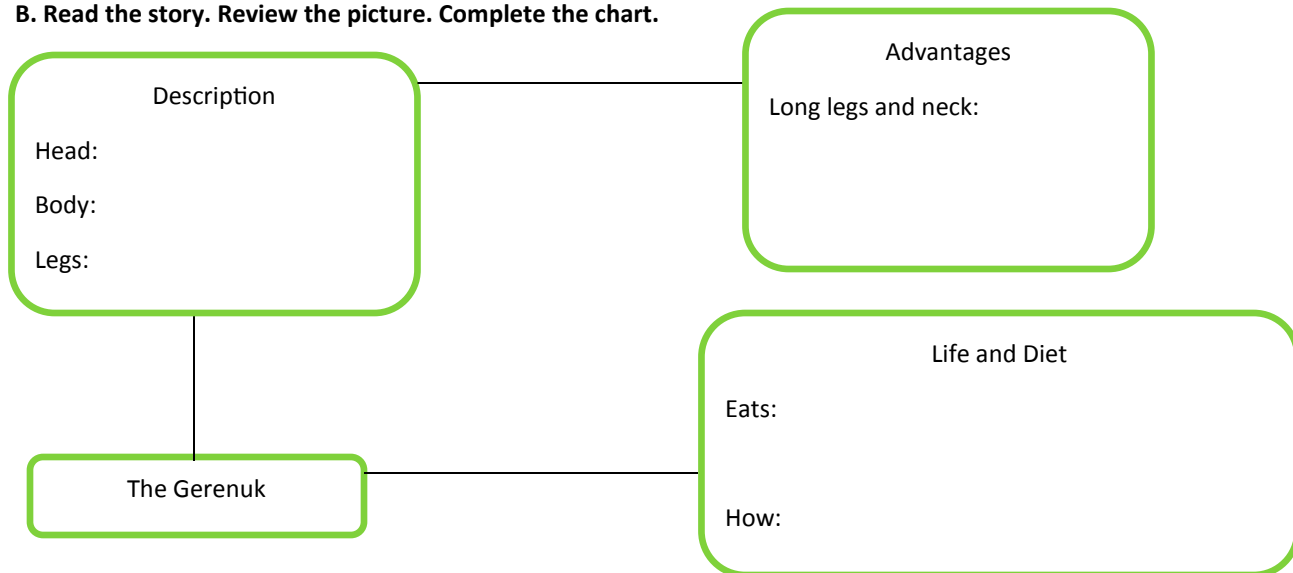 B. Read the story. Review the picture. Complete the chart.
Description
Head:
Body:
Legs:
Advantages
Long legs and neck:
The Gerenuk
Life and Diet
Eats:
How: